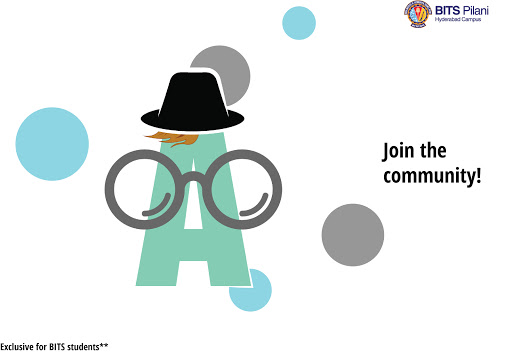 BITS Pilani
Hyderabad Campus
A
Join the
community!
Exclusive for BITS students**